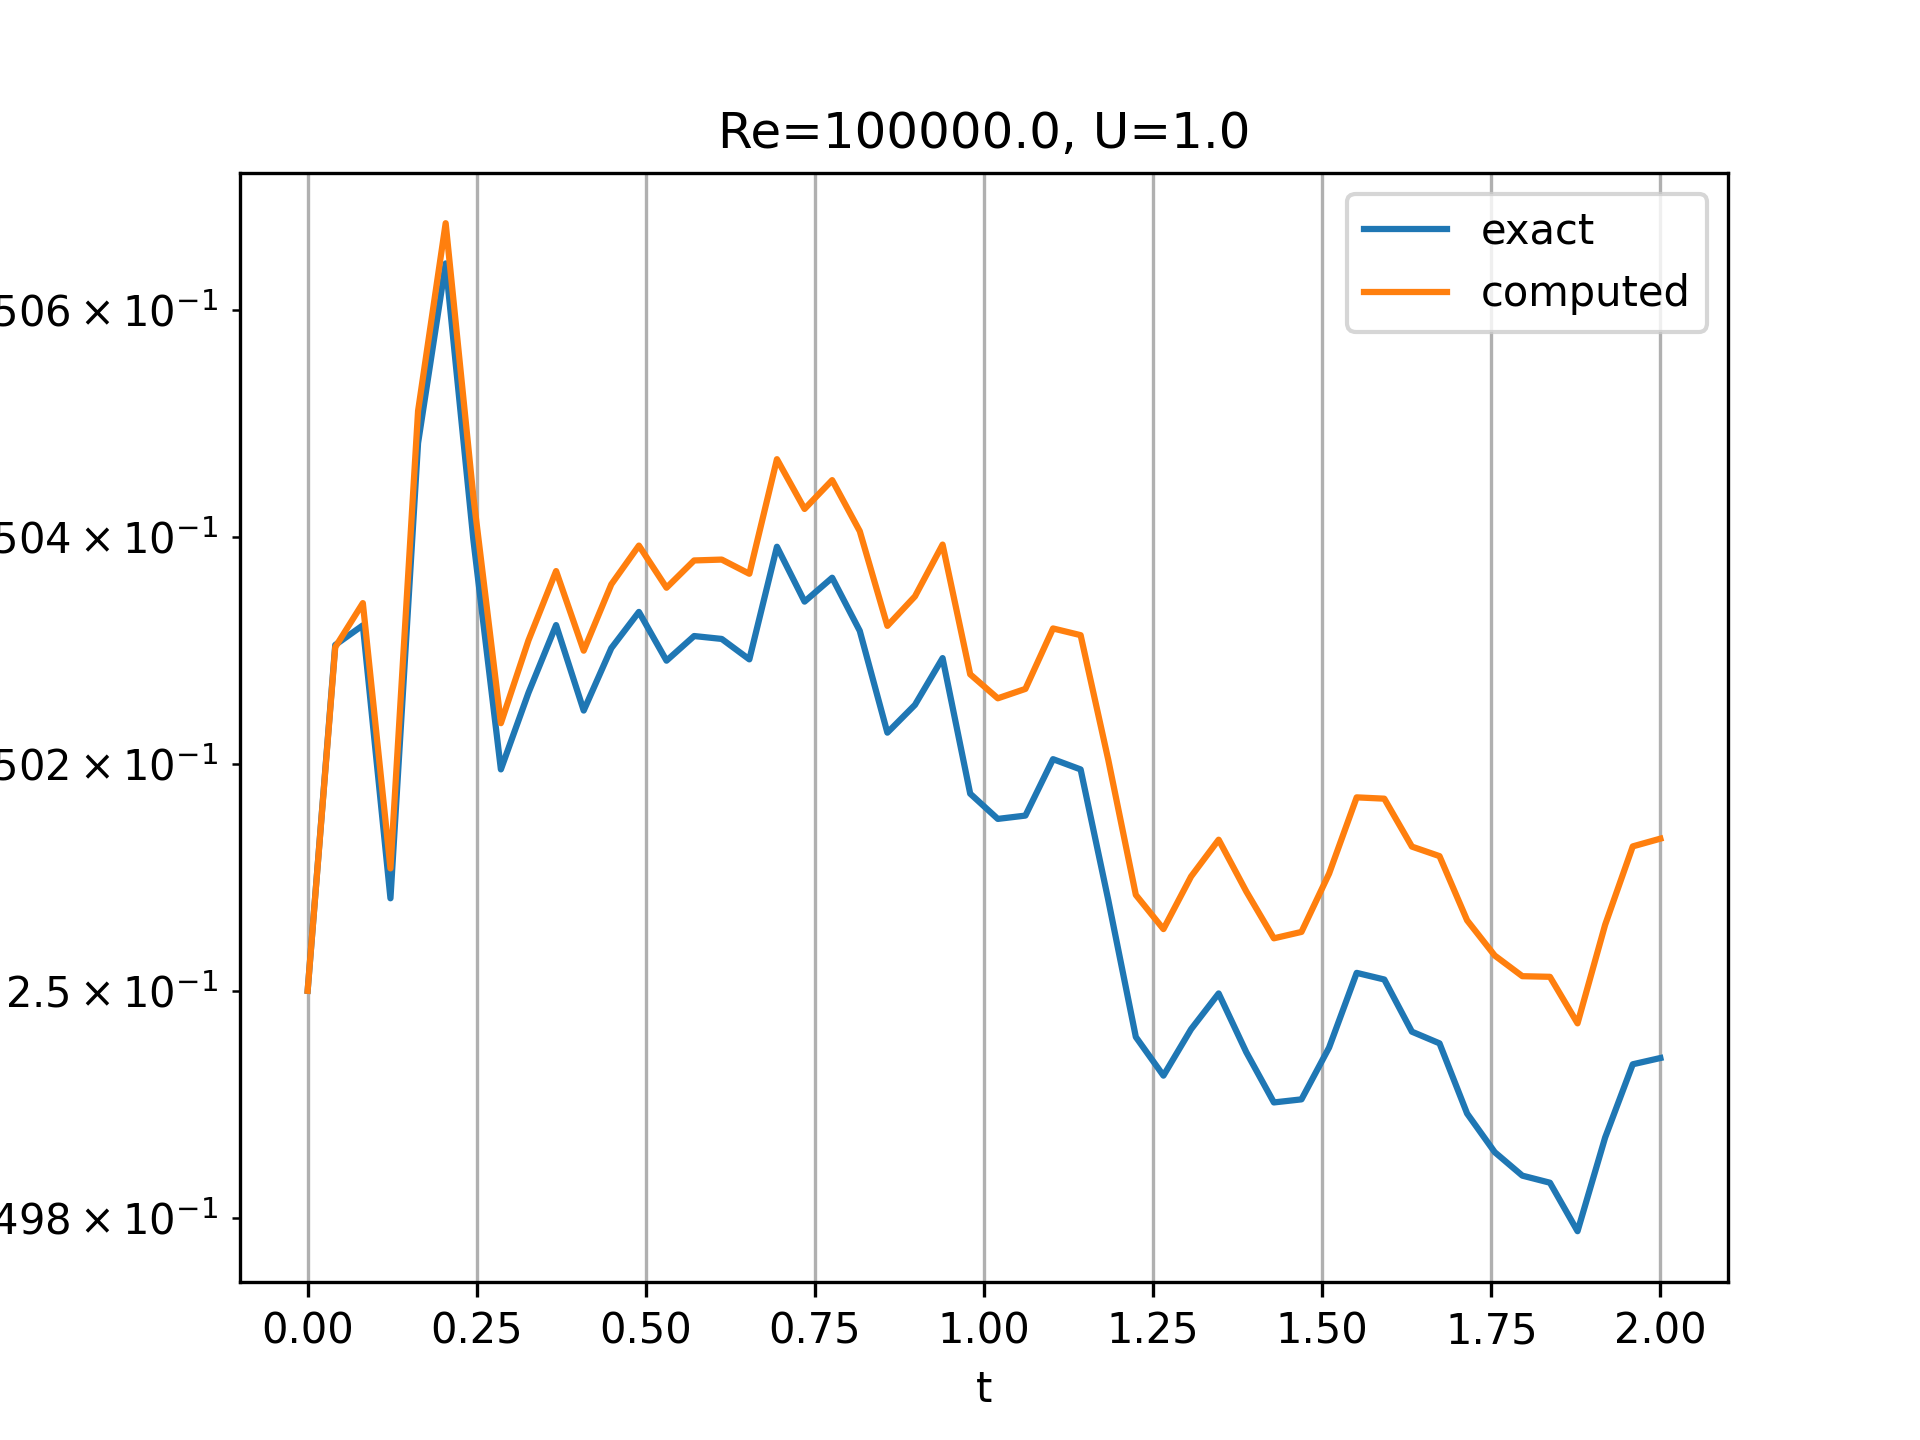 Re=100000.0, U=1.0
exact
computed
506 × 10⁻¹
504 × 10⁻¹
502 × 10⁻¹
2.5 × 10⁻¹
498 × 10⁻¹
0.00 0.25 0.50 0.75 1.00 1.25 1.50 1.75 2.00
t